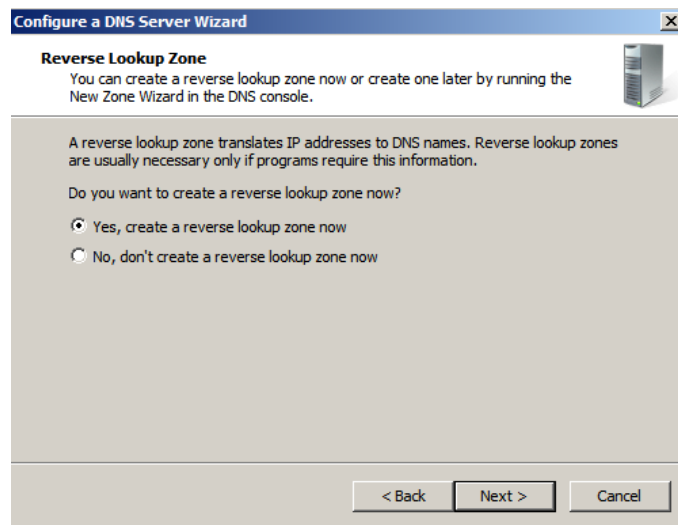 Configure a DNS Server Wizard
Reverse Lookup Zone
You can create a reverse lookup zone now or create one later by running the
New Zone Wizard in the DNS console.
A reverse lookup zone translates IP addresses to DNS names. Reverse lookup zones
are usually necessary only if programs require this information.
Do you want to create a reverse lookup zone now?
Yes, create a reverse lookup zone now
No, don't create a reverse lookup zone now
< Back Next > Cancel